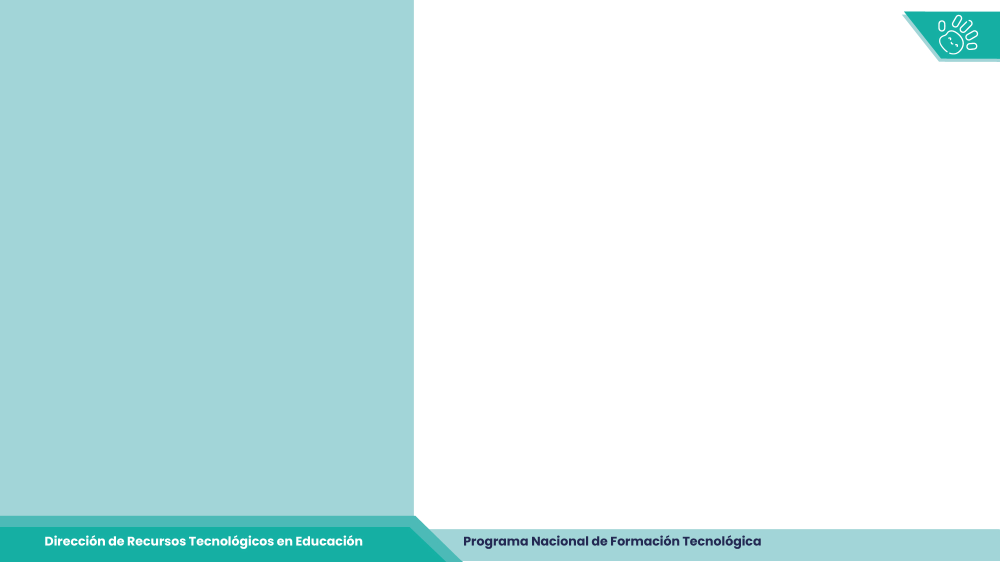 Dirección de Recursos Tecnológicos en Educación
Programa Nacional de Formación Tecnológica